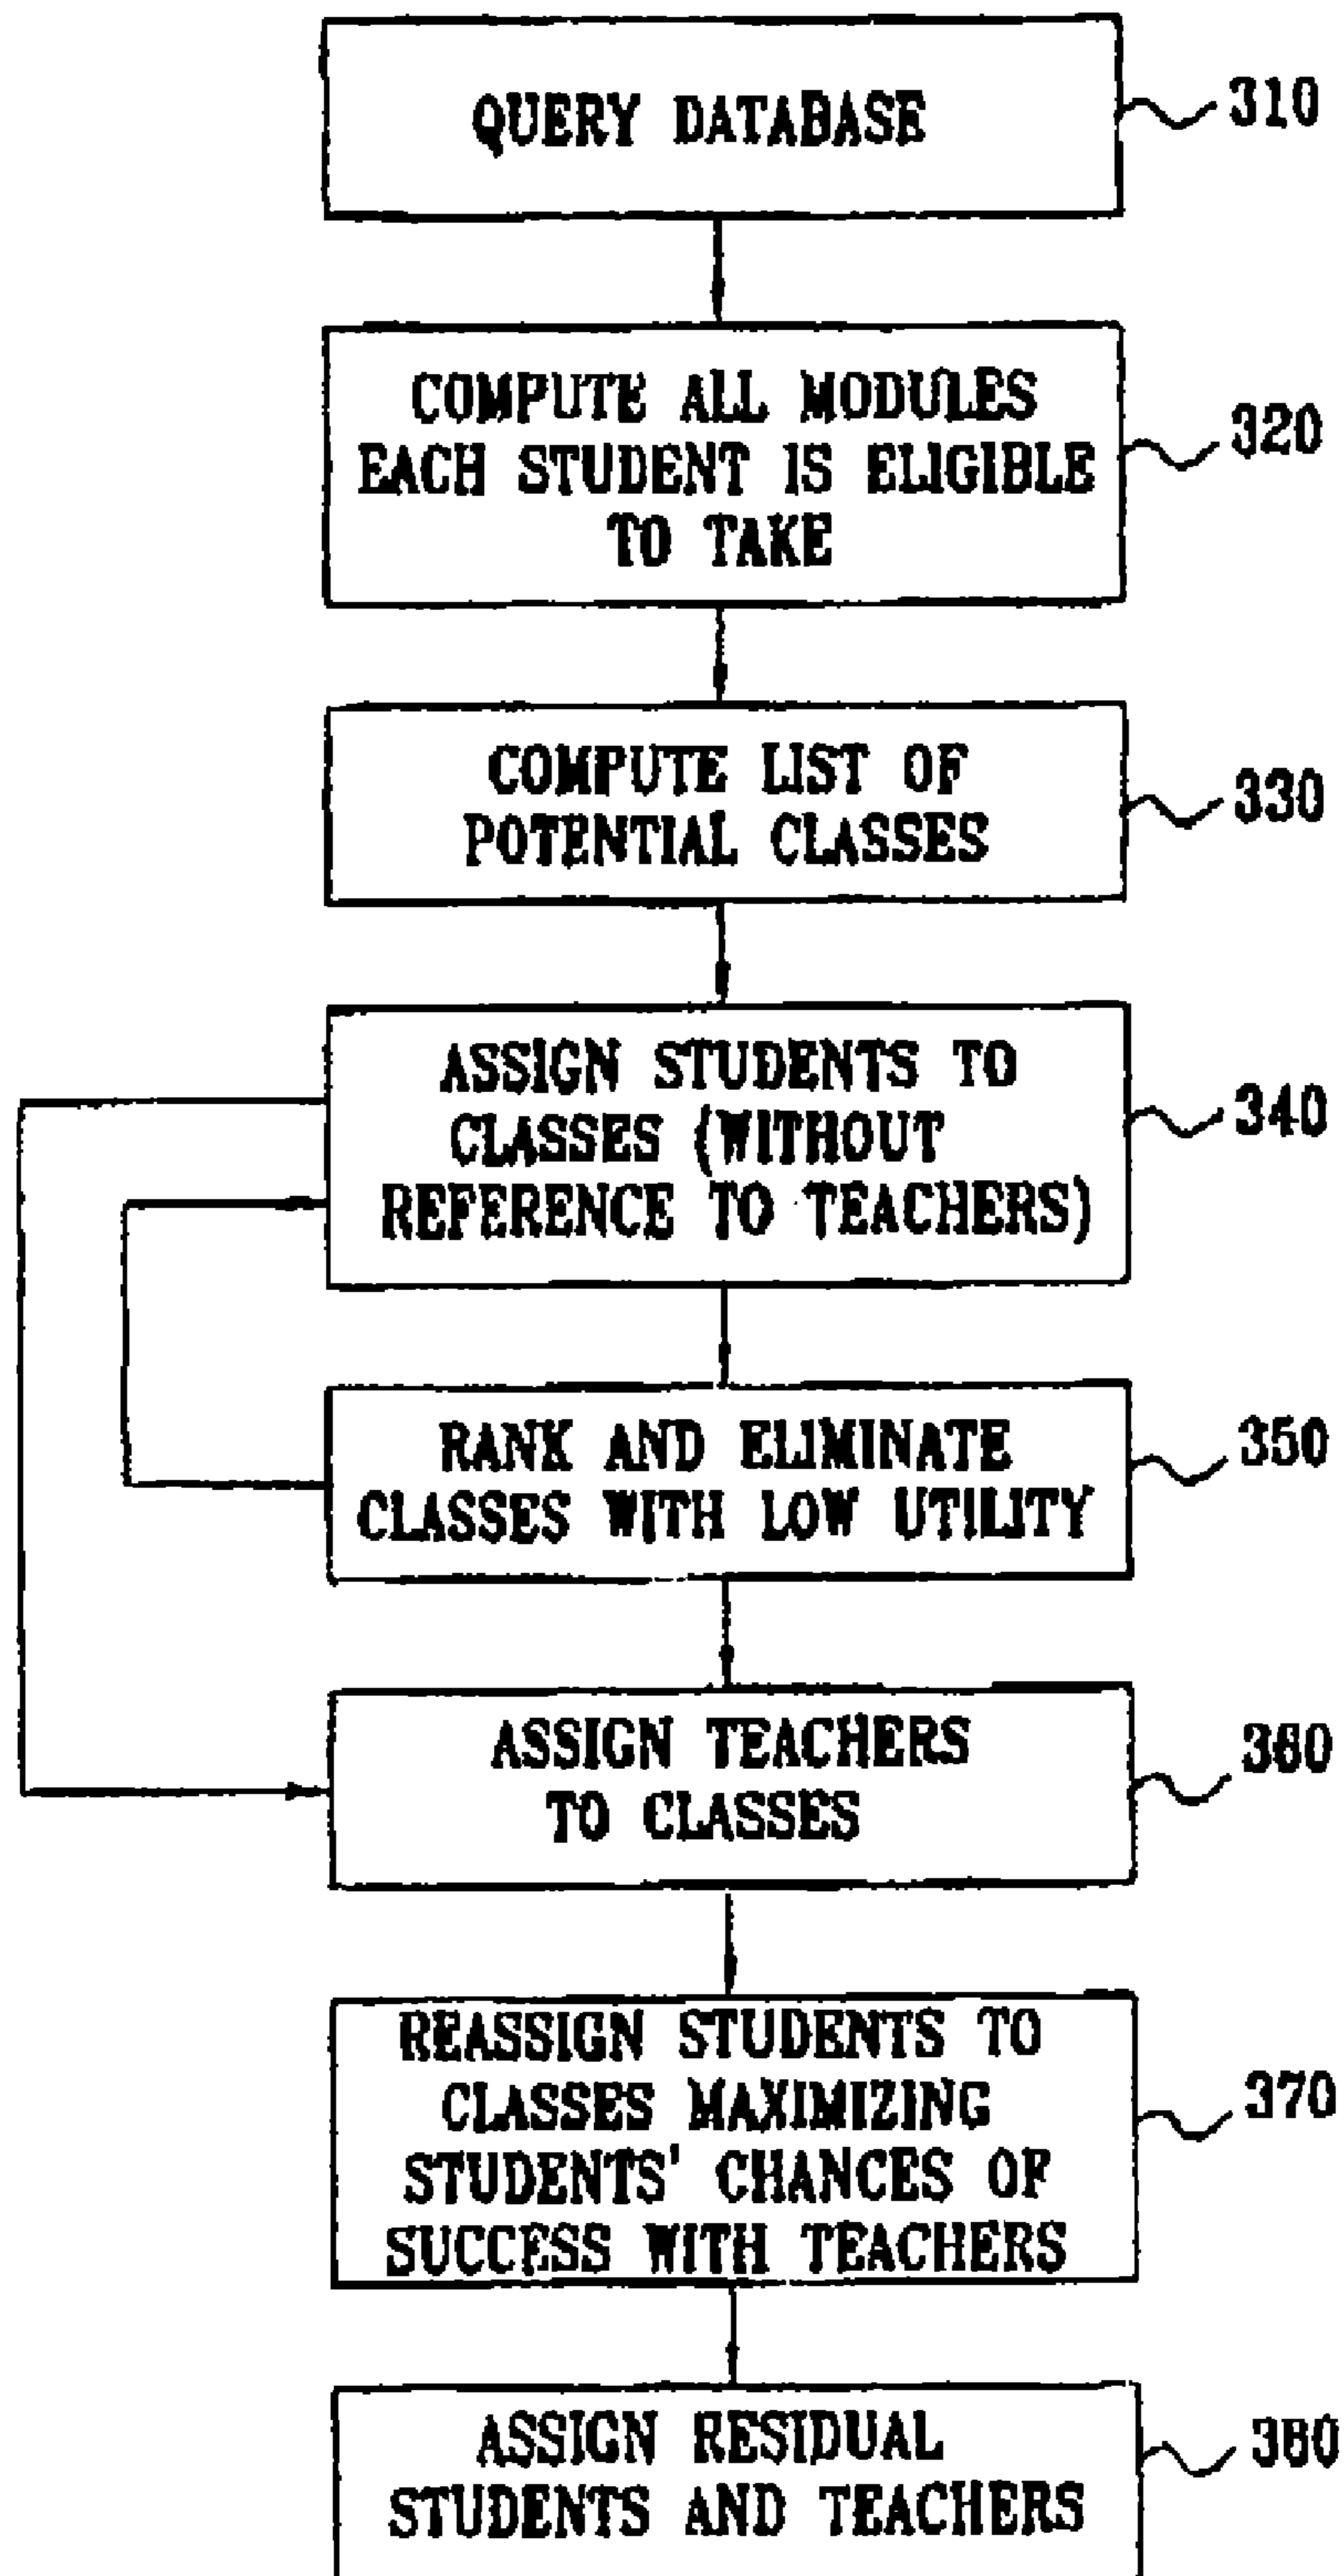 QUERY DATABASE
310
COMPUTE ALL MODULES
EACH STUDENT IS ELIGIBLE
TO TAKE
320
COMPUTE LIST OF
POTENTIAL CLASSES
330
ASSIGN STUDENTS TO
CLASSES (WITHOUT
REFERENCE TO TEACHERS)
340
RANK AND ELIMINATE
CLASSES WITH LOW UTILITY
350
ASSIGN TEACHERS
TO CLASSES
360
REASSIGN STUDENTS TO
CLASSES MAXIMIZING
STUDENTS' CHANCES OF
SUCCESS WITH TEACHERS
370
ASSIGN RESIDUAL
STUDENTS AND TEACHERS
380